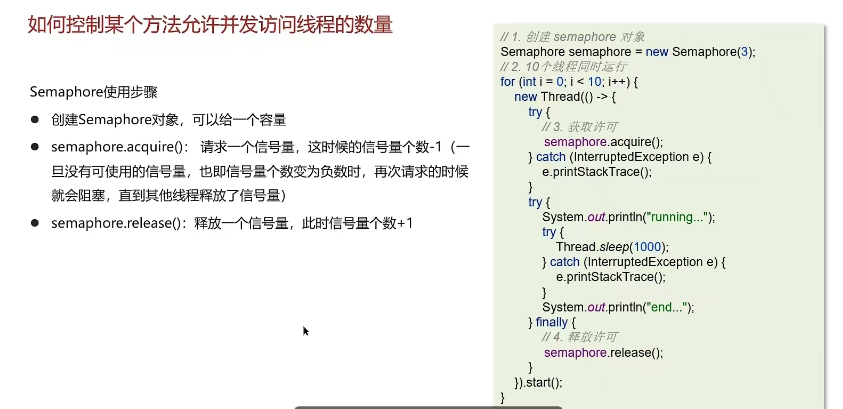 如何控制某个方法允许并发访问线程的数量
Semaphore使用步骤
● 创建Semaphore对象，可以给一个容量
● semaphore.acquire()： 请求一个信号量，这时候的信号量个数-1（一
旦没有可使用的信号量，也即信号量个数变为负数时，再次请求的时候
就会阻塞，直到其他线程释放了信号量）
● semaphore.release()：释放一个信号量，此时信号量个数+1
// 1. 创建 semaphore 对象
Semaphore semaphore = new Semaphore(3);
// 2. 10个线程同时运行
for (int i = 0; i < 10; i++) {
new Thread(() -> {
try {
// 3. 获取许可
semaphore.acquire();
} catch (InterruptedException e) {
e.printStackTrace();
}
try {
System.out.println("running...");
try {
Thread.sleep(1000);
} catch (InterruptedException e) {
e.printStackTrace();
}
System.out.println("end...");
} finally {
// 4. 释放许可
semaphore.release();
}
}).start();
}